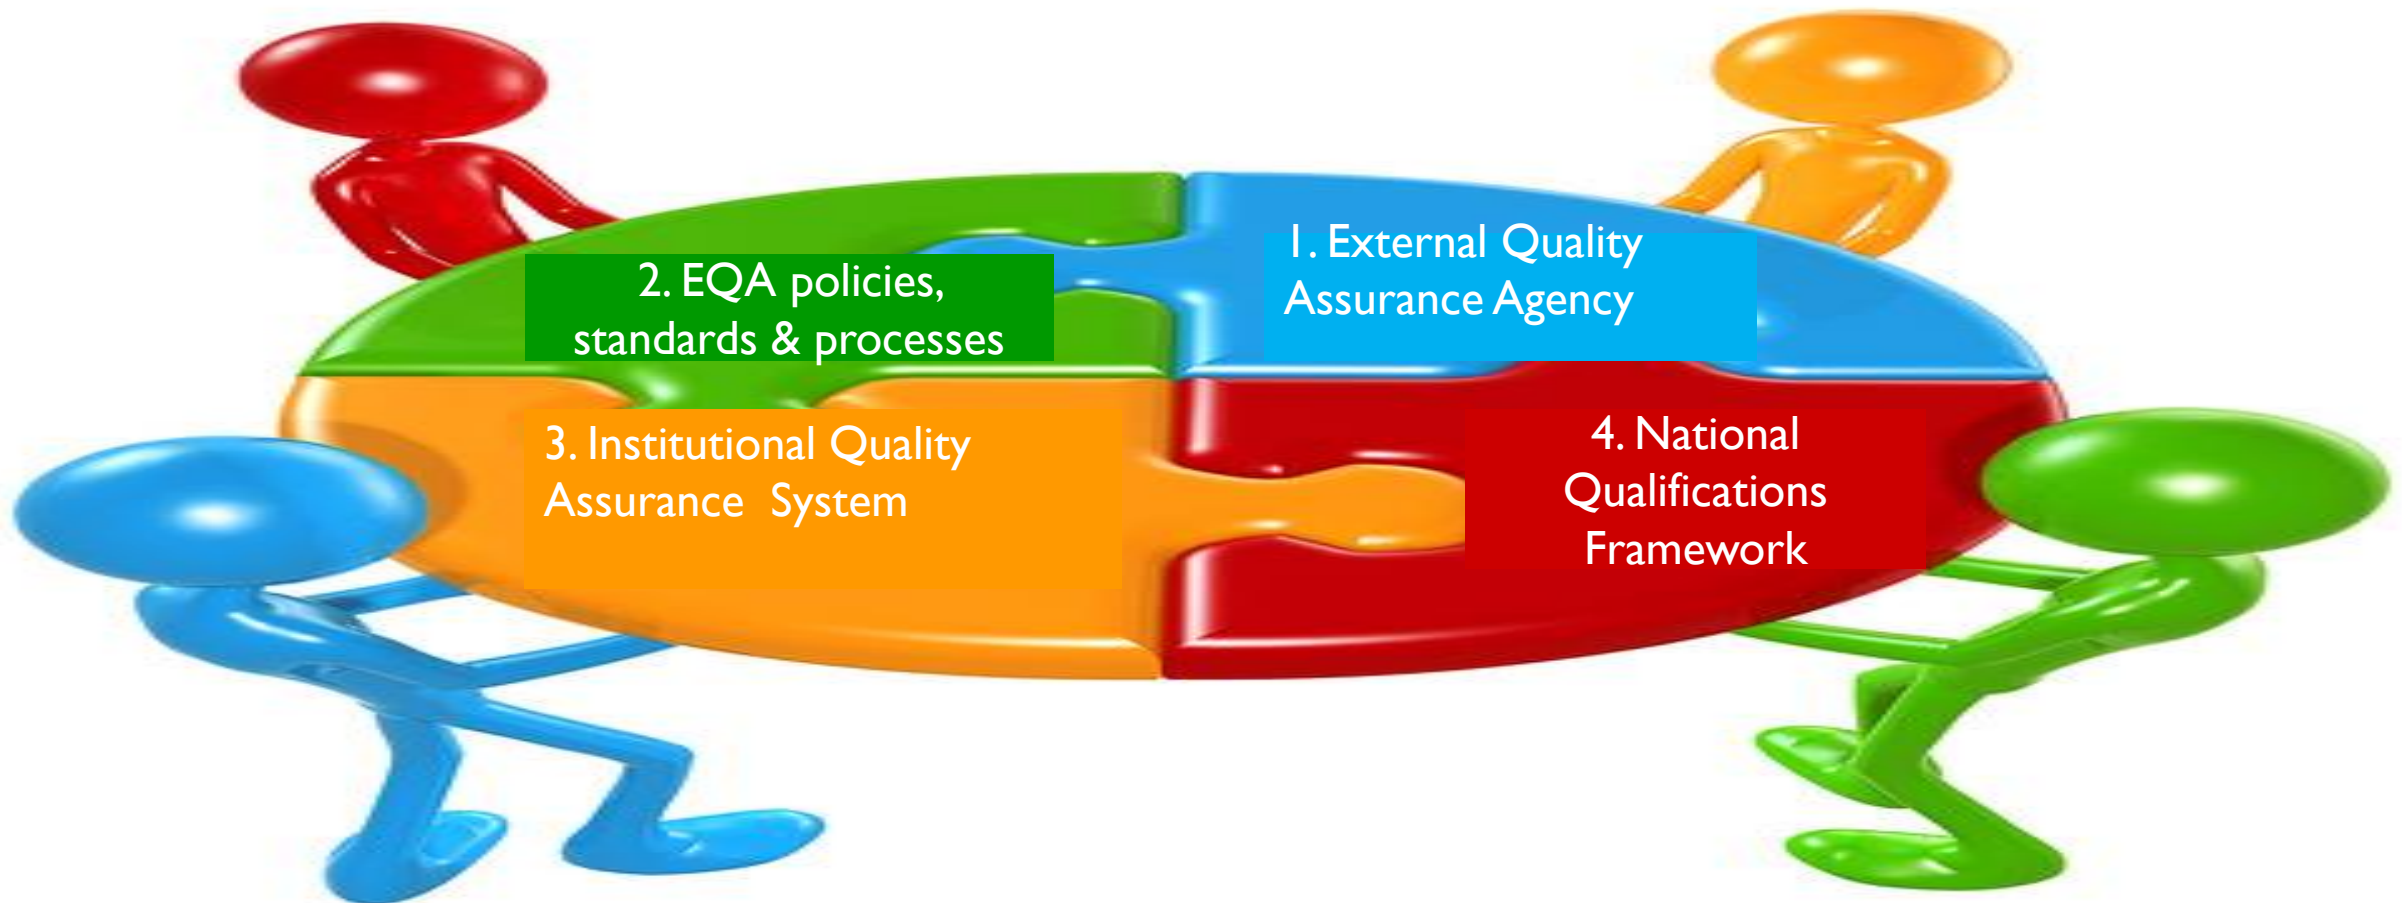 1. External Quality
Assurance Agency
2. EQA policies,
standards & processes
3. Institutional Quality
Assurance System
4. National
Qualifications
Framework